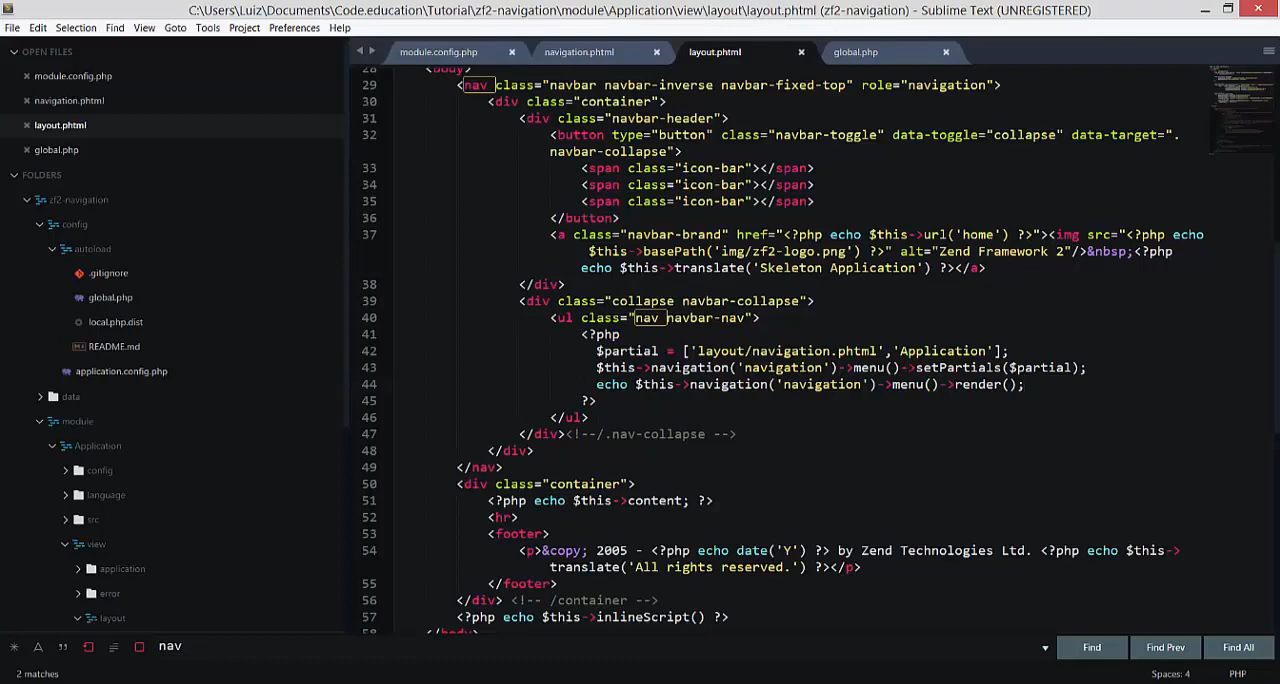 C:\Users\Luiz\Documents\Code.education\Tutorial\zf2-navigation\module\Application\view\layout\layout.phtml (zf2-navigation) - Sublime Text (UNREGISTERED)
File Edit Selection Find View Goto Tools Project Preferences Help
OPEN FILES
module.config.php
navigation.phtml
layout.phtml
global.php
FOLDERS
zf2-navigation
config
autoload
.gitignore
global.php
local.php.dist
README.md
application.config.php
data
module
Application
config
language
src
view
application
error
layout
module.config.php navigation.phtml layout.phtml global.php
28 <body>
29 <nav class="navbar navbar-inverse navbar-fixed-top" role="navigation">
30 <div class="container">
31 <div class="navbar-header">
32 <button type="button" class="navbar-toggle" data-toggle="collapse" data-target=".
navbar-collapse">
33 <span class="icon-bar"></span>
34 <span class="icon-bar"></span>
35 <span class="icon-bar"></span>
36 </button>
37 <a class="navbar-brand" href="<?php echo $this->url('home') ?>"><img src="<?php echo
$this->basePath('img/zf2-logo.png') ?>" alt="Zend Framework 2"/>&nbsp;<?php
echo $this->translate('Skeleton Application') ?></a>
38 </div>
39 <div class="collapse navbar-collapse">
40 <ul class="nav navbar-nav">
41 <?php
42 $partial = ['layout/navigation.phtml','Application'];
43 $this->navigation('navigation')->menu()->setPartials($partial);
44 echo $this->navigation('navigation')->menu()->render();
45 ?>
46 </ul>
47 </div><!--/.nav-collapse -->
48 </div>
49 </nav>
50 <div class="container">
51 <?php echo $this->content; ?>
52 <hr>
53 <footer>
54 <p>&copy; 2005 - <?php echo date('Y') ?> by Zend Technologies Ltd. <?php echo $this->
translate('All rights reserved.') ?></p>
55 </footer>
56 </div> <!-- /container -->
57 <?php echo $this->inlineScript() ?>
58 </body>
nav
Find Find Prev Find All
2 matches
Spaces: 4 PHP